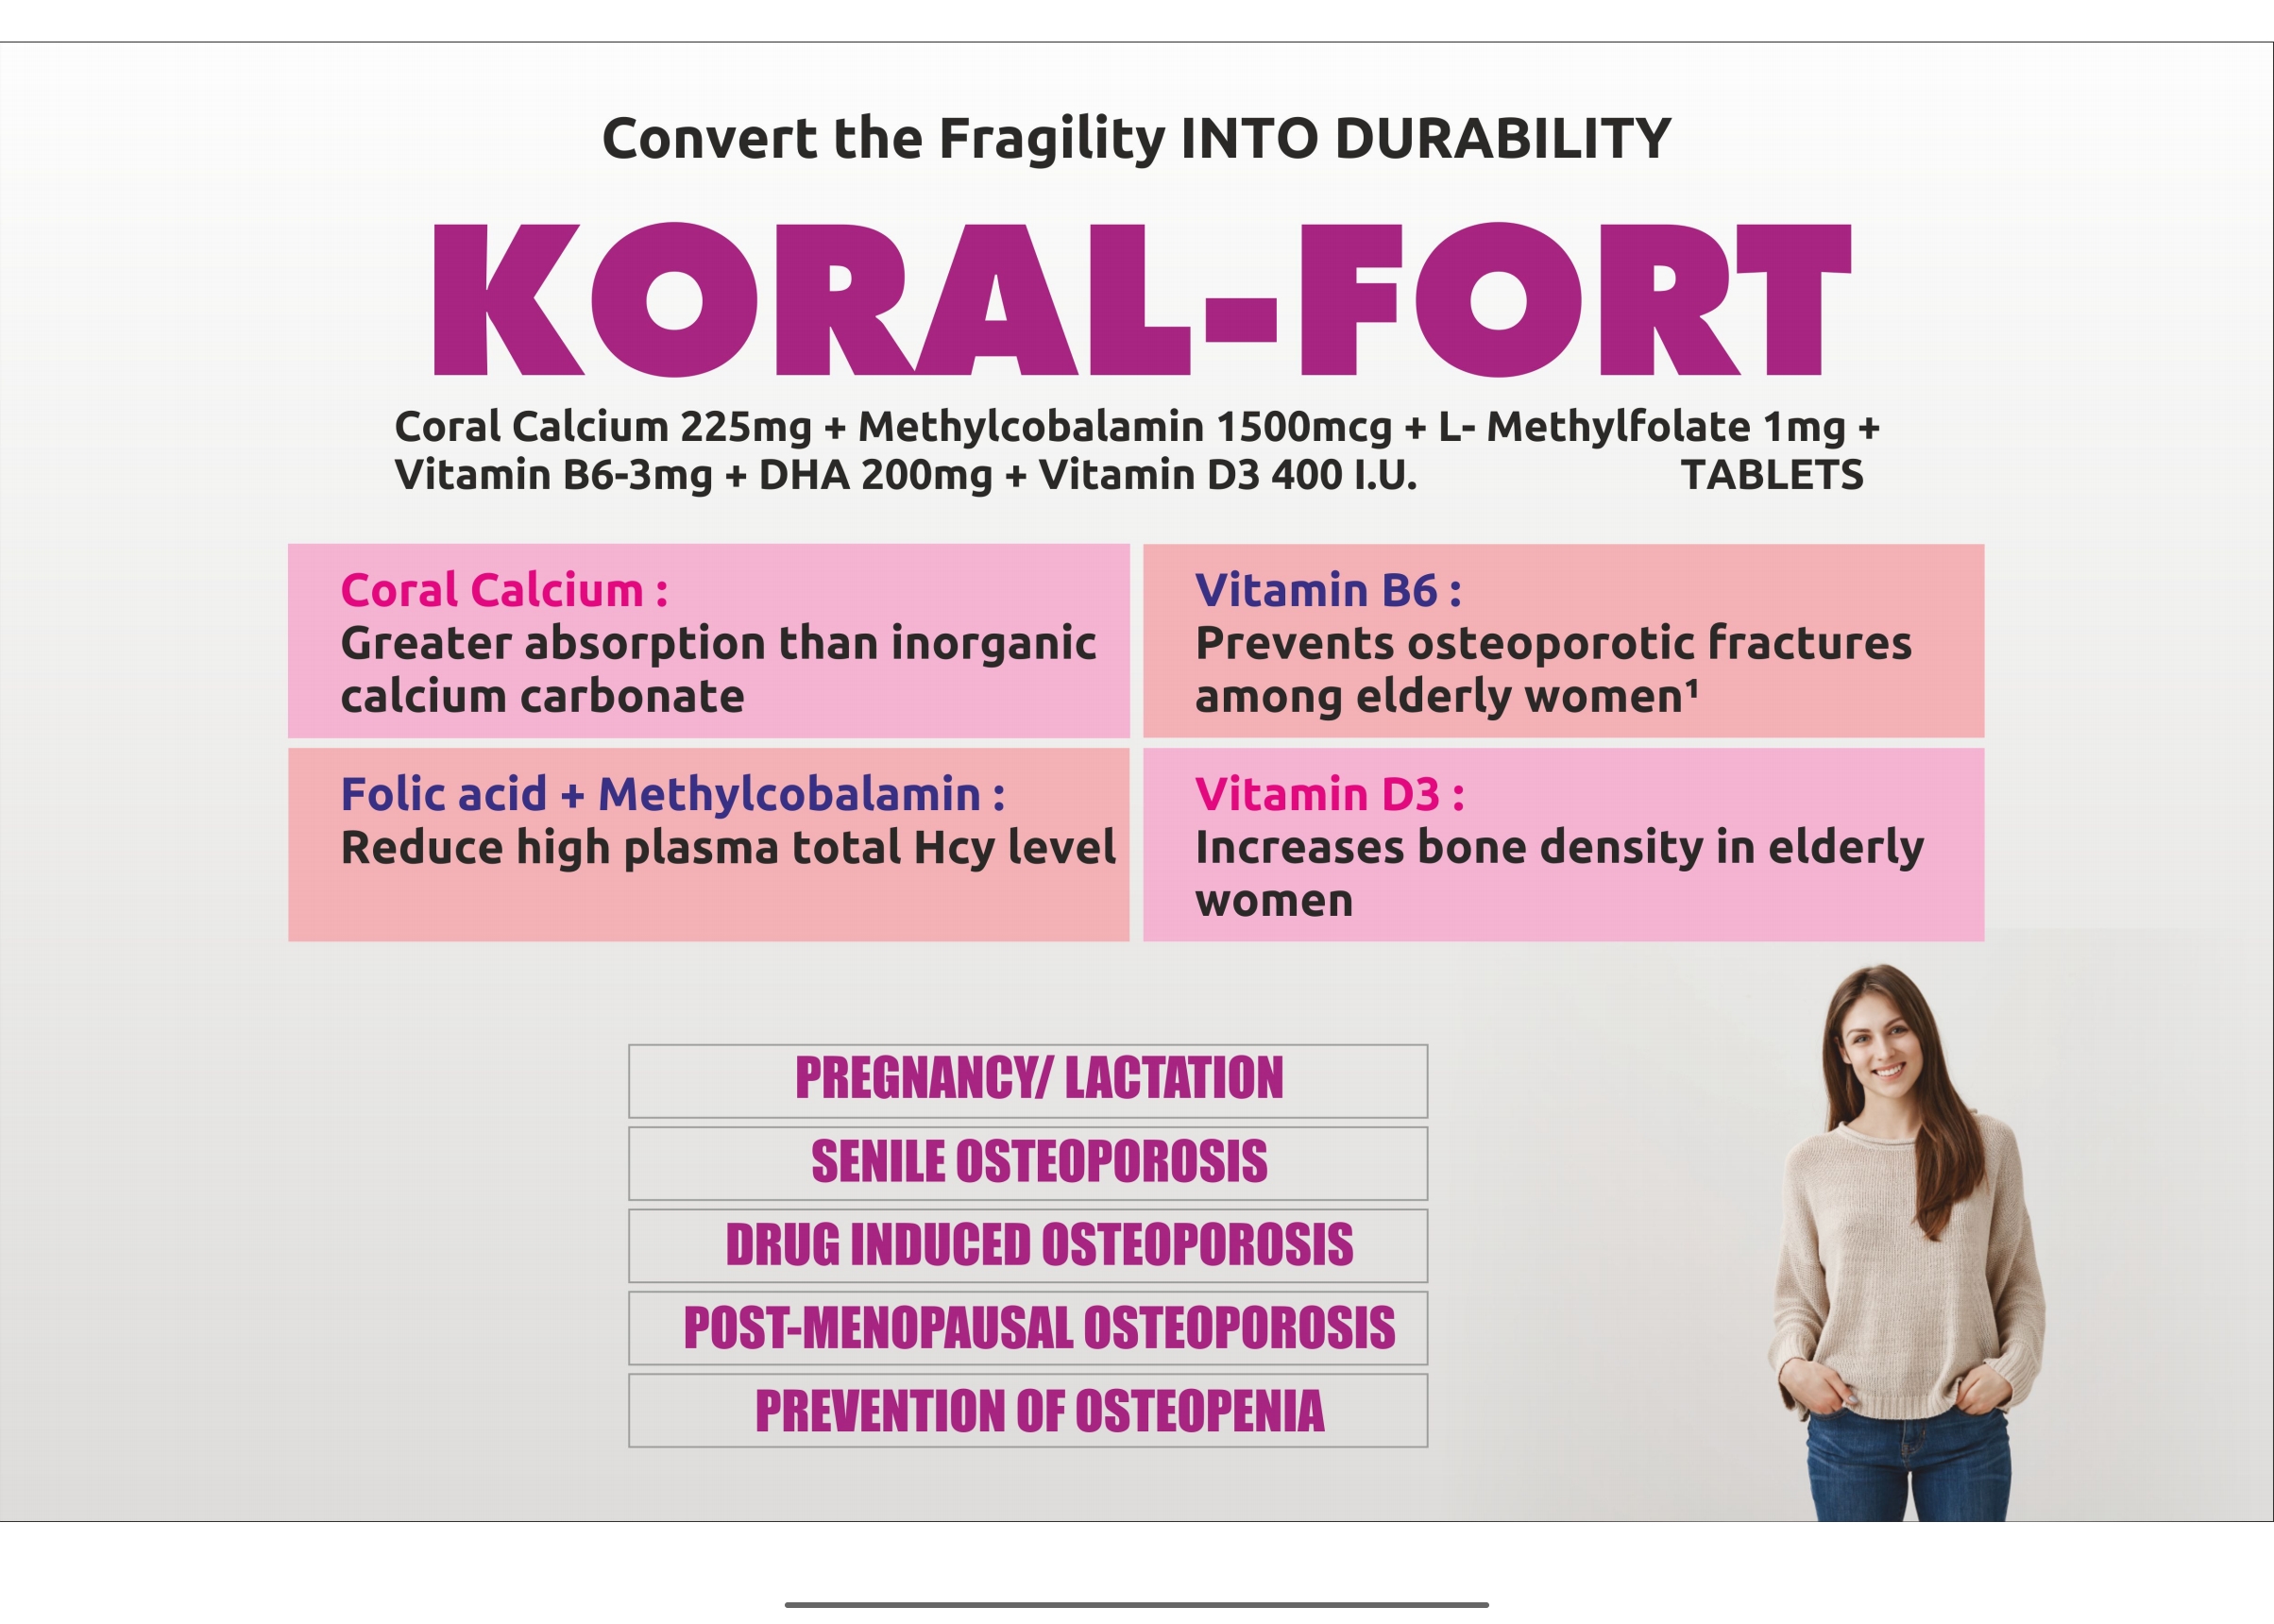 Convert the Fragility INTO DURABILITY
KORAL-FORT
Coral Calcium 225mg + Methylcobalamin 1500mcg + L- Methylfolate 1mg +
Vitamin B6-3mg + DHA 200mg + Vitamin D3 400 I.U. TABLETS
Coral Calcium :
Greater absorption than inorganic
calcium carbonate
Vitamin B6 :
Prevents osteoporotic fractures
among elderly women¹
Folic acid + Methylcobalamin :
Reduce high plasma total Hcy level
Vitamin D3 :
Increases bone density in elderly
women
PREGNANCY/ LACTATION
SENILE OSTEOPOROSIS
DRUG INDUCED OSTEOPOROSIS
POST-MENOPAUSAL OSTEOPOROSIS
PREVENTION OF OSTEOPENIA